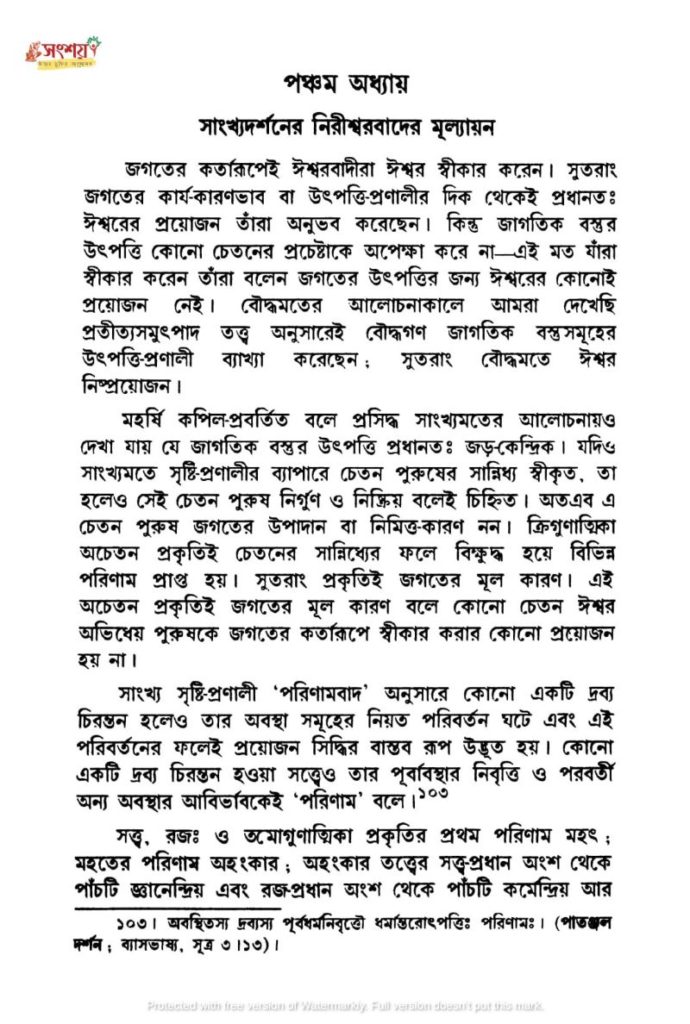 সংশয়
পঞ্চম অধ্যায়
সাংখ্যদর্শনের নিরীশ্বরবাদের মূল্যায়ন
জগতের কর্তারূপেই ঈশ্বরবাদীরা ঈশ্বর স্বীকার করেন। সুতরাং
জগতের কার্য-কারণভাব বা উৎপত্তি-প্রণালীর দিক থেকেই প্রধানতঃ
ঈশ্বরের প্রয়োজন তাঁরা অনুভব করেছেন। কিন্তু জাগতিক বস্তুর
উৎপত্তি কোনো চেতনের প্রচেষ্টাকে অপেক্ষা করে না—এই মত যাঁরা
স্বীকার করেন তাঁরা বলেন জগতের উৎপত্তির জন্য ঈশ্বরের কোনোই
প্রয়োজন নেই। বৌদ্ধমতের আলোচনাকালে আমরা দেখেছি
প্রতীত্যসমুৎপাদ তত্ত্ব অনুসারেই বৌদ্ধগণ জাগতিক বস্তুসমূহের
উৎপত্তি-প্রণালী ব্যাখ্যা করেছেন; সুতরাং বৌদ্ধমতে ঈশ্বর
নিষ্প্রয়োজন।
মহর্ষি কপিল-প্রবর্তিত বলে প্রসিদ্ধ সাংখ্যমতের আলোচনায়ও
দেখা যায় যে জাগতিক বস্তুর উৎপত্তি প্রধানতঃ জড়-কেন্দ্রিক। যদিও
সাংখ্যমতে সৃষ্টি-প্রণালীর ব্যাপারে চেতন পুরুষের সান্নিধ্য স্বীকৃত, তা
হলেও সেই চেতন পুরুষ নির্গুণ ও নিষ্ক্রিয় বলেই চিহ্নিত। অতএব এ
চেতন পুরুষ জগতের উপাদান বা নিমিত্ত-কারণ নন। ত্রিগুণাত্মিকা
অচেতন প্রকৃতিই চেতনের সান্নিধ্যের ফলে বিক্ষুব্ধ হয়ে বিভিন্ন
পরিণাম প্রাপ্ত হয়। সুতরাং প্রকৃতিই জগতের মূল কারণ। এই
অচেতন প্রকৃতিই জগতের মূল কারণ বলে কোনো চেতন ঈশ্বর
অভিধেয় পুরুষকে জগতের কর্তারূপে স্বীকার করার কোনো প্রয়োজন
হয় না।
সাংখ্য সৃষ্টি-প্রণালী ‘পরিণামবাদ’ অনুসারে কোনো একটি দ্রব্য
চিরন্তন হলেও তার অবস্থা সমূহের নিয়ত পরিবর্তন ঘটে এবং এই
পরিবর্তনের ফলেই প্রয়োজন সিদ্ধির বাস্তব রূপ উদ্ভূত হয়। কোনো
একটি দ্রব্য চিরন্তন হওয়া সত্ত্বেও তার পূর্বাবস্থার নিবৃত্তি ও পরবর্তী
অন্য অবস্থার আবির্ভাবকেই ‘পরিণাম’ বলে।১০৩
সত্ত্ব, রজঃ ও তমোগুণাত্মিকা প্রকৃতির প্রথম পরিণাম মহৎ;
মহতের পরিণাম অহংকার; অহংকার তত্ত্বের সত্ত্ব-প্রধান অংশ থেকে
পাঁচটি জ্ঞানেন্দ্রিয় এবং রজ-প্রধান অংশ থেকে পাঁচটি কর্মেন্দ্রিয় আর
১০৩। অবস্থিতস্য দ্রব্যস্য পূর্বধর্মনিবৃত্তৌ ধর্মান্তরোৎপত্তিঃ পরিণামঃ। (পাতঞ্জল
দর্শন; ব্যাসভাষ্য, সূত্র ৩।১৩)।
Protected with free version of Watermarkly. Full version doesn't put this mark.